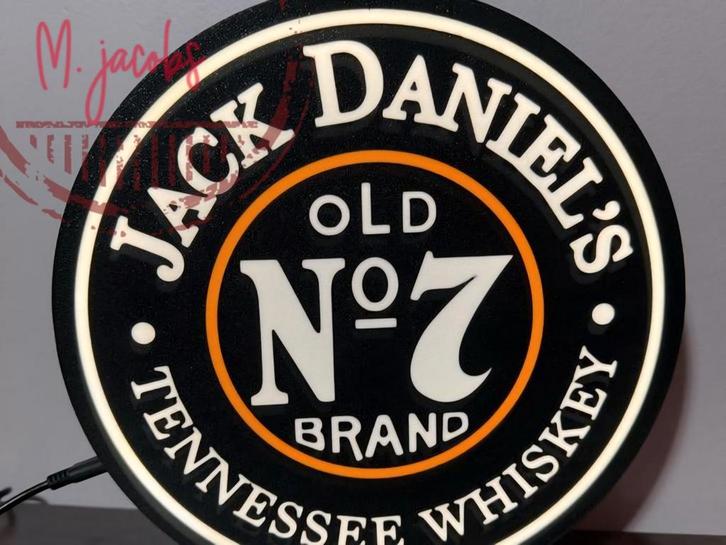 M. jacobs
JACK DANIEL'S
OLD
Nº7
BRAND
TENNESSEE WHISKEY